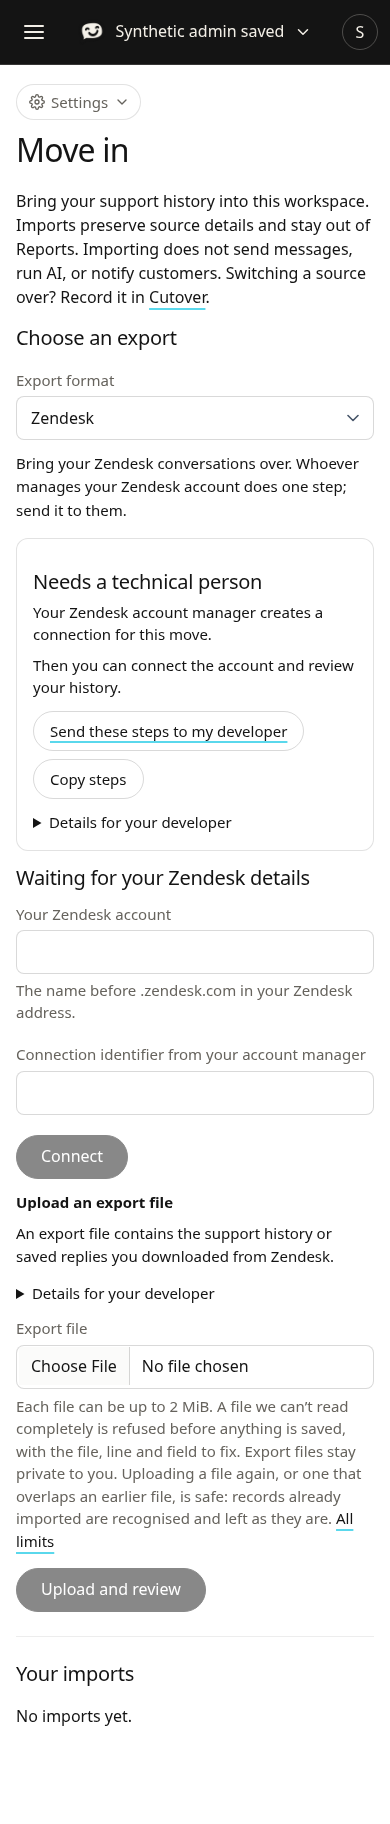 Synthetic admin saved
S
Settings
Move in
Bring your support history into this workspace.
Imports preserve source details and stay out of
Reports. Importing does not send messages,
run AI, or notify customers. Switching a source
over? Record it in Cutover.
Choose an export
Export format
Zendesk
Bring your Zendesk conversations over. Whoever
manages your Zendesk account does one step;
send it to them.
Needs a technical person
Your Zendesk account manager creates a
connection for this move.
Then you can connect the account and review
your history.
Send these steps to my developer
Copy steps
Details for your developer
Waiting for your Zendesk details
Your Zendesk account
The name before .zendesk.com in your Zendesk
address.
Connection identifier from your account manager
Connect
Upload an export file
An export file contains the support history or
saved replies you downloaded from Zendesk.
Details for your developer
Export file
Choose File No file chosen
Each file can be up to 2 MiB. A file we can’t read
completely is refused before anything is saved,
with the file, line and field to fix. Export files stay
private to you. Uploading a file again, or one that
overlaps an earlier file, is safe: records already
imported are recognised and left as they are. All
limits
Upload and review
Your imports
No imports yet.